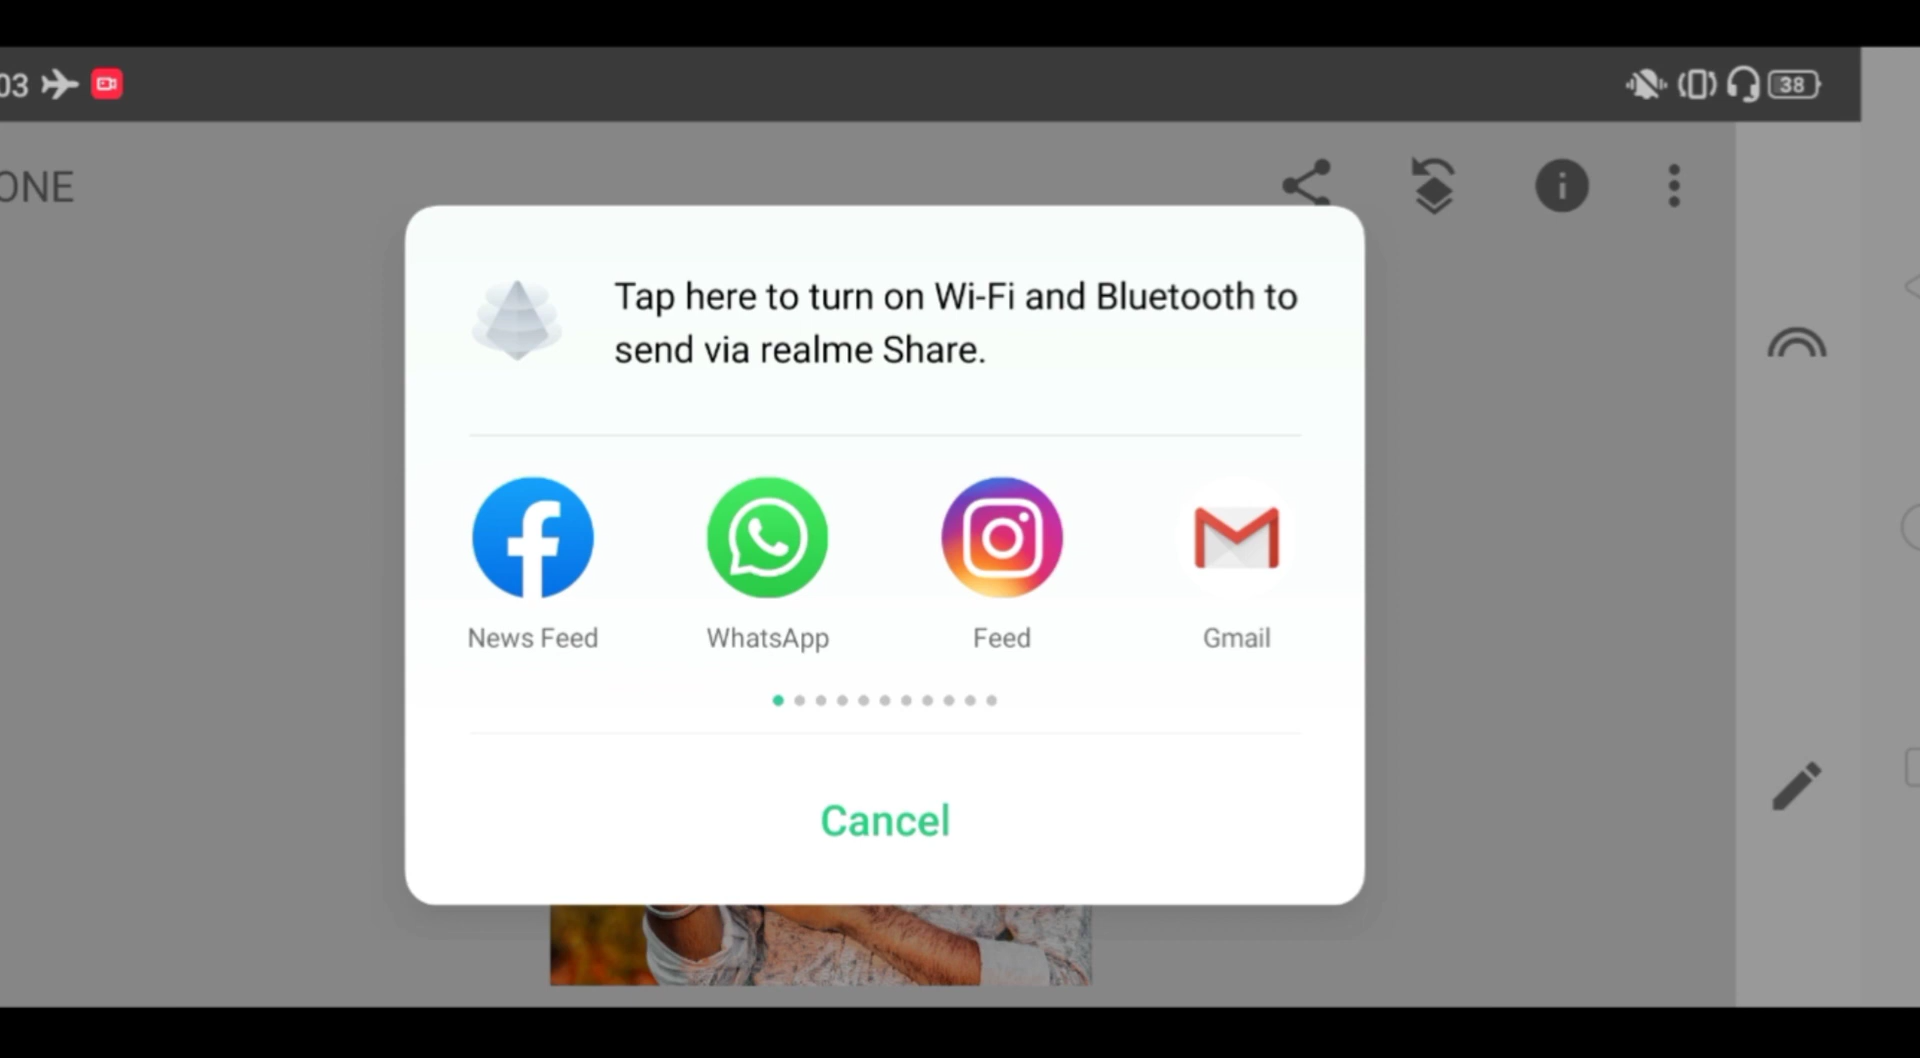 03
38
ONE
Tap here to turn on Wi-Fi and Bluetooth to
send via realme Share.
News Feed
WhatsApp
Feed
Gmail
Cancel